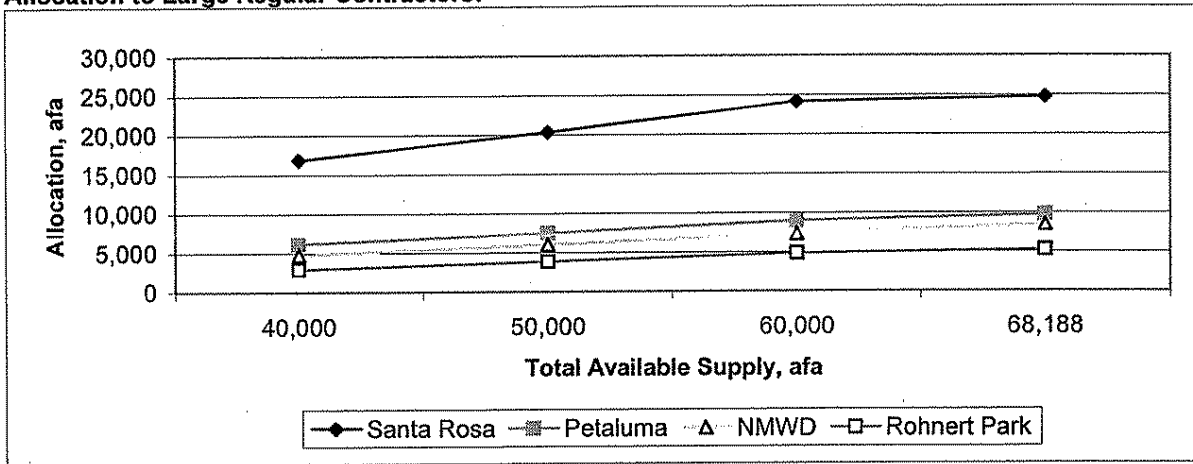 Allocation to Large Regular Contractors.
30,000
25,000
20,000
15,000
10,000
5,000
0
Allocation, afa
40,000
50,000
60,000
68,188
Total Available Supply, afa
Santa Rosa
Petaluma
NMWD
Rohnert Park